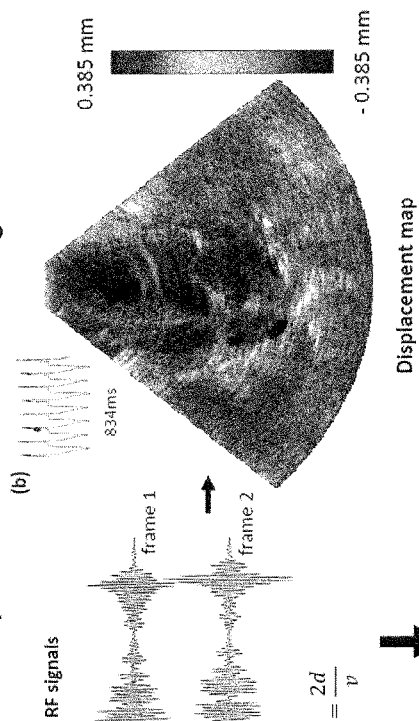 RF signals
frame 1
frame 2
= 2d / v
(b)
834ms
0.385 mm
- 0.385 mm
Displacement map